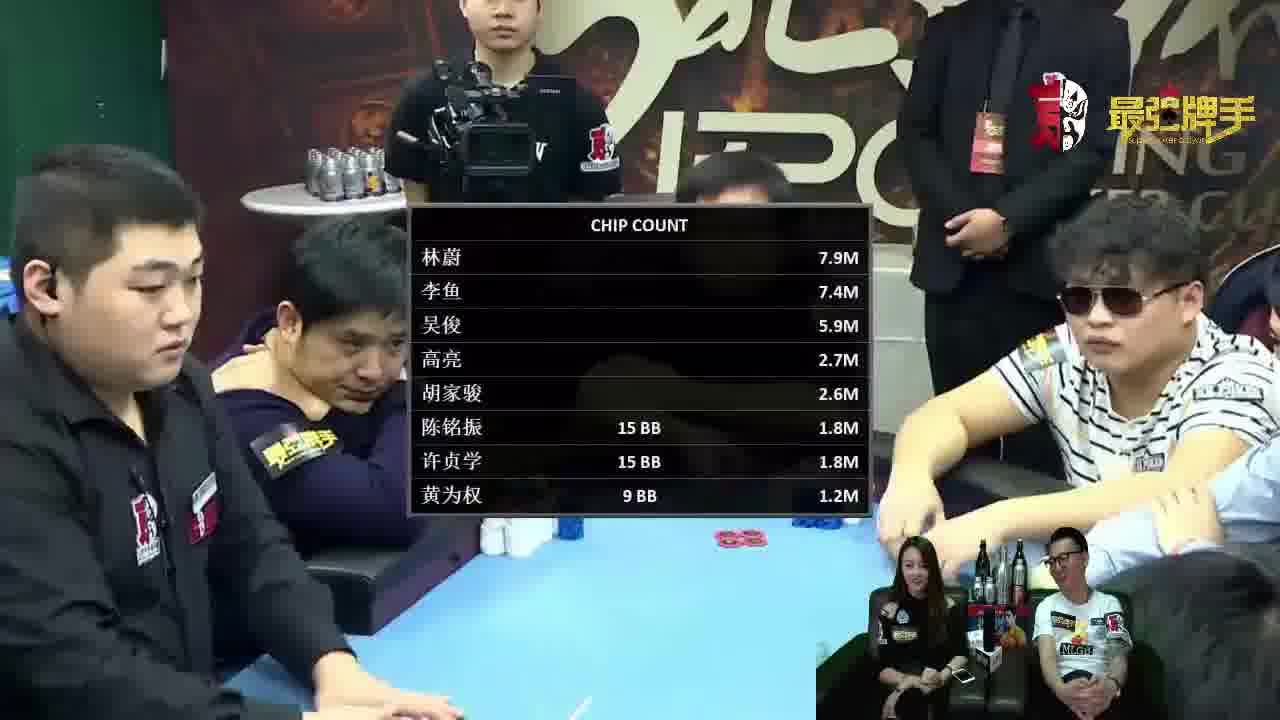 最强牌手
CHIP COUNT
林蔚 7.9M
李鱼 7.4M
吴俊 5.9M
高亮 2.7M
胡家骏 2.6M
陈铭振 15 BB 1.8M
许贞学 15 BB 1.8M
黄为权 9 BB 1.2M
ING